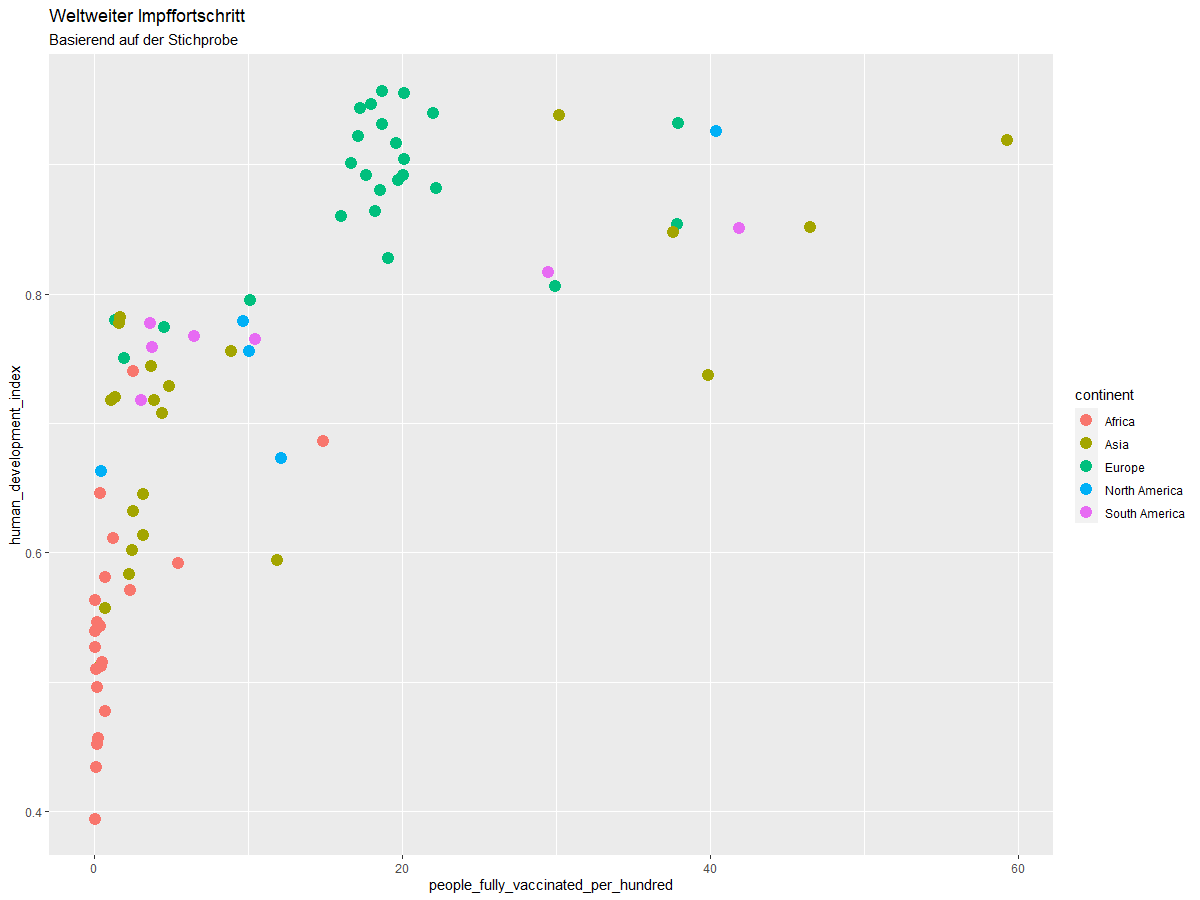 Weltweiter Impffortschritt
Basierend auf der Stichprobe
human_development_index
0.8
0.6
0.4
0
20
40
60
people_fully_vaccinated_per_hundred
continent
Africa
Asia
Europe
North America
South America